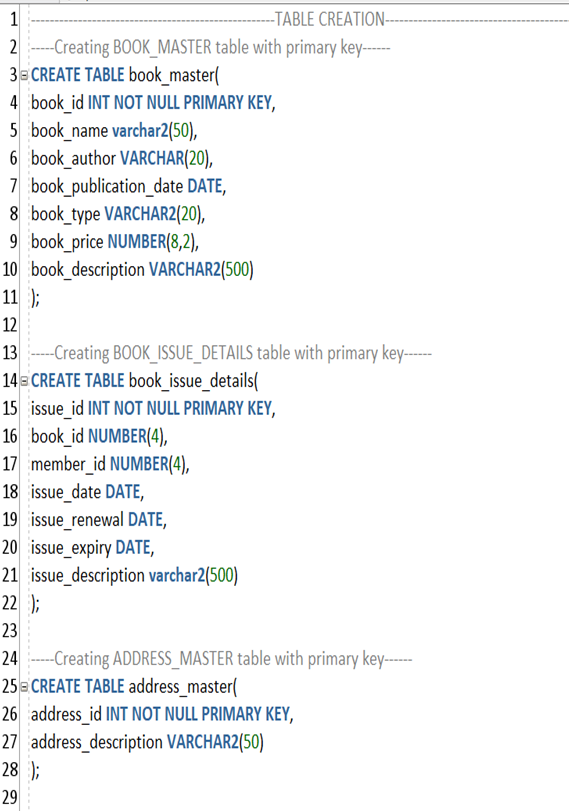 1 -----------------------------------------TABLE CREATION-------------------------------
2 -----Creating BOOK_MASTER table with primary key------
3 CREATE TABLE book_master(
4 book_id INT NOT NULL PRIMARY KEY,
5 book_name varchar2(50),
6 book_author VARCHAR(20),
7 book_publication_date DATE,
8 book_type VARCHAR2(20),
9 book_price NUMBER(8,2),
10 book_description VARCHAR2(500)
11 );
12
13 -----Creating BOOK_ISSUE_DETAILS table with primary key------
14 CREATE TABLE book_issue_details(
15 issue_id INT NOT NULL PRIMARY KEY,
16 book_id NUMBER(4),
17 member_id NUMBER(4),
18 issue_date DATE,
19 issue_renewal DATE,
20 issue_expiry DATE,
21 issue_description varchar2(500)
22 );
23
24 -----Creating ADDRESS_MASTER table with primary key------
25 CREATE TABLE address_master(
26 address_id INT NOT NULL PRIMARY KEY,
27 address_description VARCHAR2(50)
28 );
29